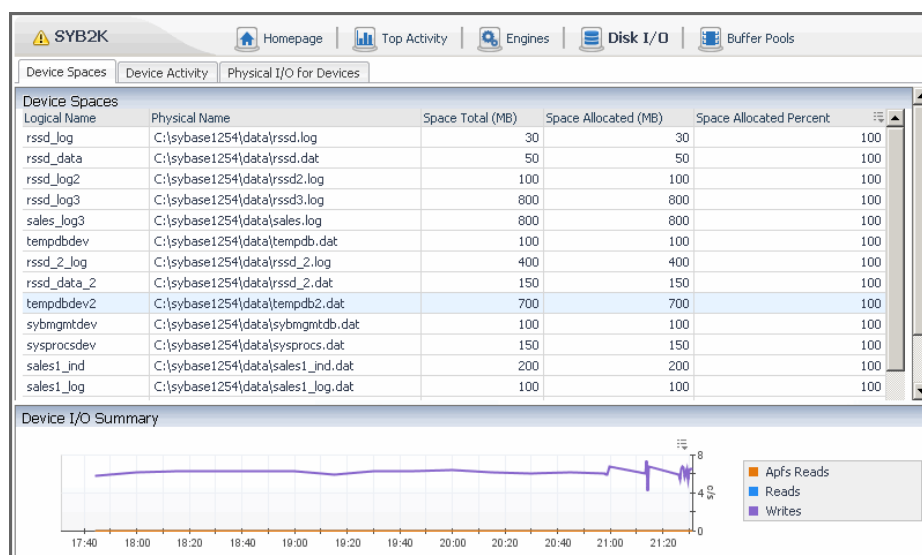 SYB2K Homepage Top Activity Engines Disk I/O Buffer Pools
Device Spaces Device Activity Physical I/O for Devices
Device Spaces
Logical Name Physical Name Space Total (MB) Space Allocated (MB) Space Allocated Percent
rssd_log C:\sybase1254\data\rssd.log 30 30 100
rssd_data C:\sybase1254\data\rssd.dat 50 50 100
rssd_log2 C:\sybase1254\data\rssd2.log 100 100 100
rssd_log3 C:\sybase1254\data\rssd3.log 800 800 100
sales_log3 C:\sybase1254\data\sales.log 800 800 100
tempdbdev C:\sybase1254\data\tempdb.dat 100 100 100
rssd_2_log C:\sybase1254\data\rssd_2.log 400 400 100
rssd_data_2 C:\sybase1254\data\rssd_2.dat 150 150 100
tempdbdev2 C:\sybase1254\data\tempdb2.dat 700 700 100
sybmgmtdev C:\sybase1254\data\sybmgmtdb.dat 100 100 100
sysprocsdev C:\sybase1254\data\sysprocs.dat 150 150 100
sales1_ind C:\sybase1254\data\sales1_ind.dat 200 200 100
sales1_log C:\sybase1254\data\sales1_log.dat 100 100 100
Device I/O Summary
8
4
0
c/s
17:40 18:00 18:20 18:40 19:00 19:20 19:40 20:00 20:20 20:40 21:00 21:20
Apfs Reads
Reads
Writes